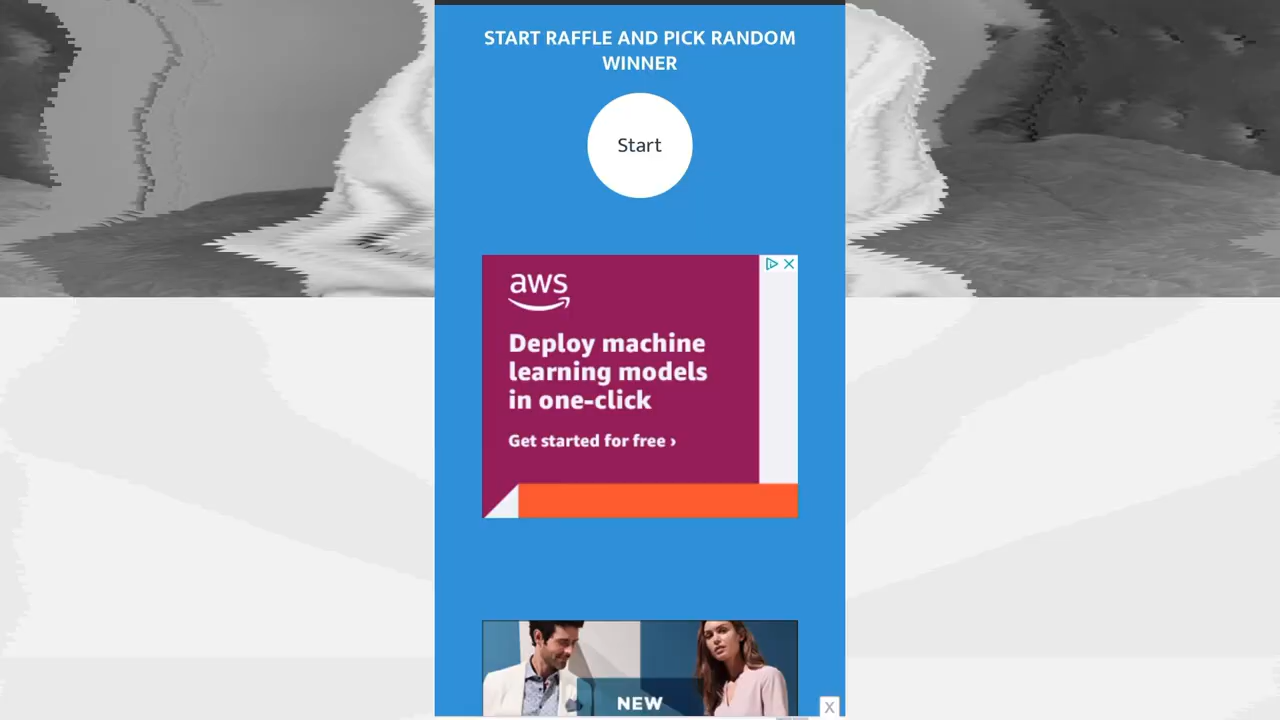 START RAFFLE AND PICK RANDOM
WINNER
Start
aws
Deploy machine
learning models
in one-click
Get started for free ›
NEW
X